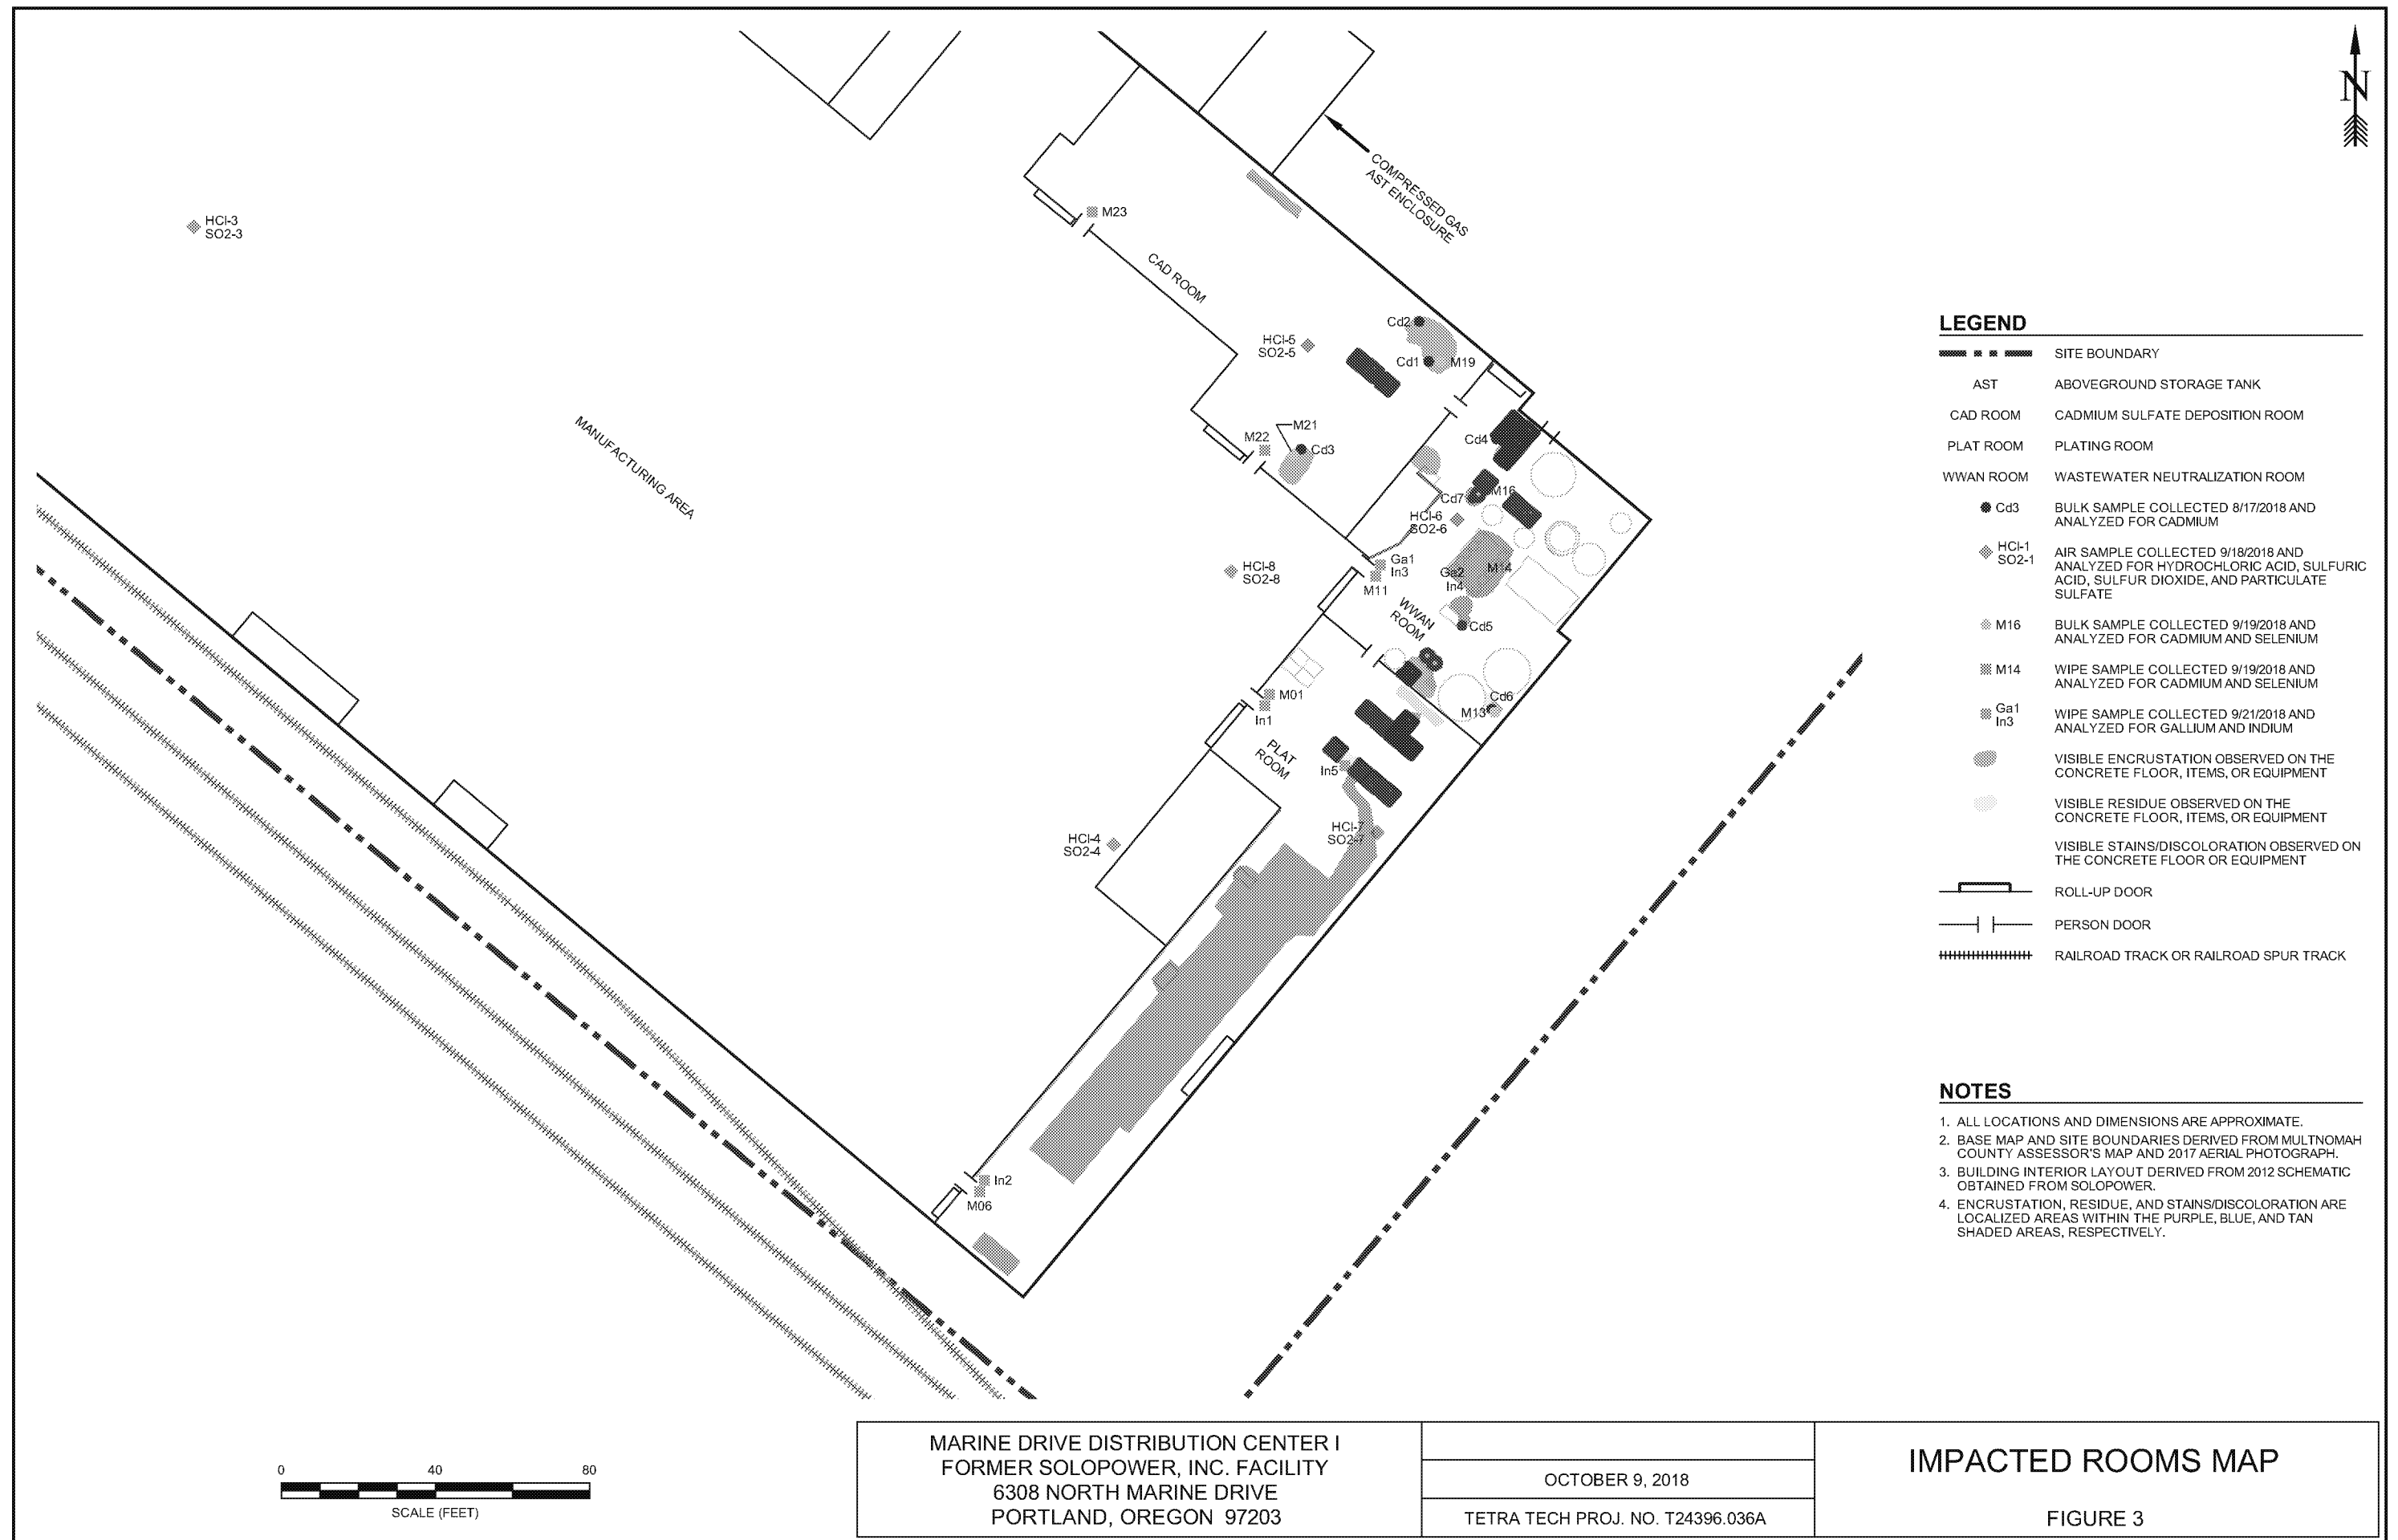 N
COMPRESSED GAS
AST ENCLOSURE
HCl-3
SO2-3
M23
CAD ROOM
HCl-5
SO2-5
Cd2
Cd1
M19
MANUFACTURING AREA
M21
M22
Cd3
Cd4
Cd7
M16
HCl-6
SO2-6
HCl-8
SO2-8
Ga1
In3
M11
Ga2
In4
M14
WWAN
ROOM
Cd5
M01
In1
Cd6
M13
PLAT
ROOM
In5
HCl-4
SO2-4
HCl-7
SO2-7
In2
M06
LEGEND
SITE BOUNDARY
AST ABOVEGROUND STORAGE TANK
CAD ROOM CADMIUM SULFATE DEPOSITION ROOM
PLAT ROOM PLATING ROOM
WWAN ROOM WASTEWATER NEUTRALIZATION ROOM
Cd3 BULK SAMPLE COLLECTED 8/17/2018 AND
ANALYZED FOR CADMIUM
HCl-1 AIR SAMPLE COLLECTED 9/18/2018 AND
SO2-1 ANALYZED FOR HYDROCHLORIC ACID, SULFURIC
ACID, SULFUR DIOXIDE, AND PARTICULATE
SULFATE
M16 BULK SAMPLE COLLECTED 9/19/2018 AND
ANALYZED FOR CADMIUM AND SELENIUM
M14 WIPE SAMPLE COLLECTED 9/19/2018 AND
ANALYZED FOR CADMIUM AND SELENIUM
Ga1 WIPE SAMPLE COLLECTED 9/21/2018 AND
In3 ANALYZED FOR GALLIUM AND INDIUM
VISIBLE ENCRUSTATION OBSERVED ON THE
CONCRETE FLOOR, ITEMS, OR EQUIPMENT
VISIBLE RESIDUE OBSERVED ON THE
CONCRETE FLOOR, ITEMS, OR EQUIPMENT
VISIBLE STAINS/DISCOLORATION OBSERVED ON
THE CONCRETE FLOOR OR EQUIPMENT
ROLL-UP DOOR
PERSON DOOR
RAILROAD TRACK OR RAILROAD SPUR TRACK
NOTES
1. ALL LOCATIONS AND DIMENSIONS ARE APPROXIMATE.
2. BASE MAP AND SITE BOUNDARIES DERIVED FROM MULTNOMAH
COUNTY ASSESSOR'S MAP AND 2017 AERIAL PHOTOGRAPH.
3. BUILDING INTERIOR LAYOUT DERIVED FROM 2012 SCHEMATIC
OBTAINED FROM SOLOPOWER.
4. ENCRUSTATION, RESIDUE, AND STAINS/DISCOLORATION ARE
LOCALIZED AREAS WITHIN THE PURPLE, BLUE, AND TAN
SHADED AREAS, RESPECTIVELY.
0 40 80
SCALE (FEET)
MARINE DRIVE DISTRIBUTION CENTER I
FORMER SOLOPOWER, INC. FACILITY
6308 NORTH MARINE DRIVE
PORTLAND, OREGON 97203
OCTOBER 9, 2018
TETRA TECH PROJ. NO. T24396.036A
IMPACTED ROOMS MAP
FIGURE 3